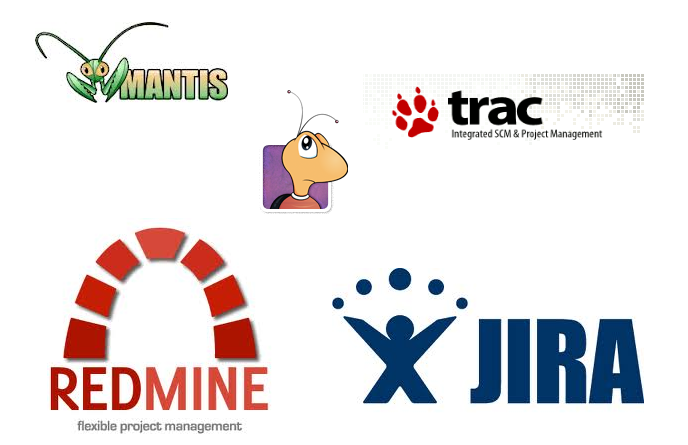 MANTIS
trac
Integrated SCM & Project Management
REDMINE
flexible project management
JIRA